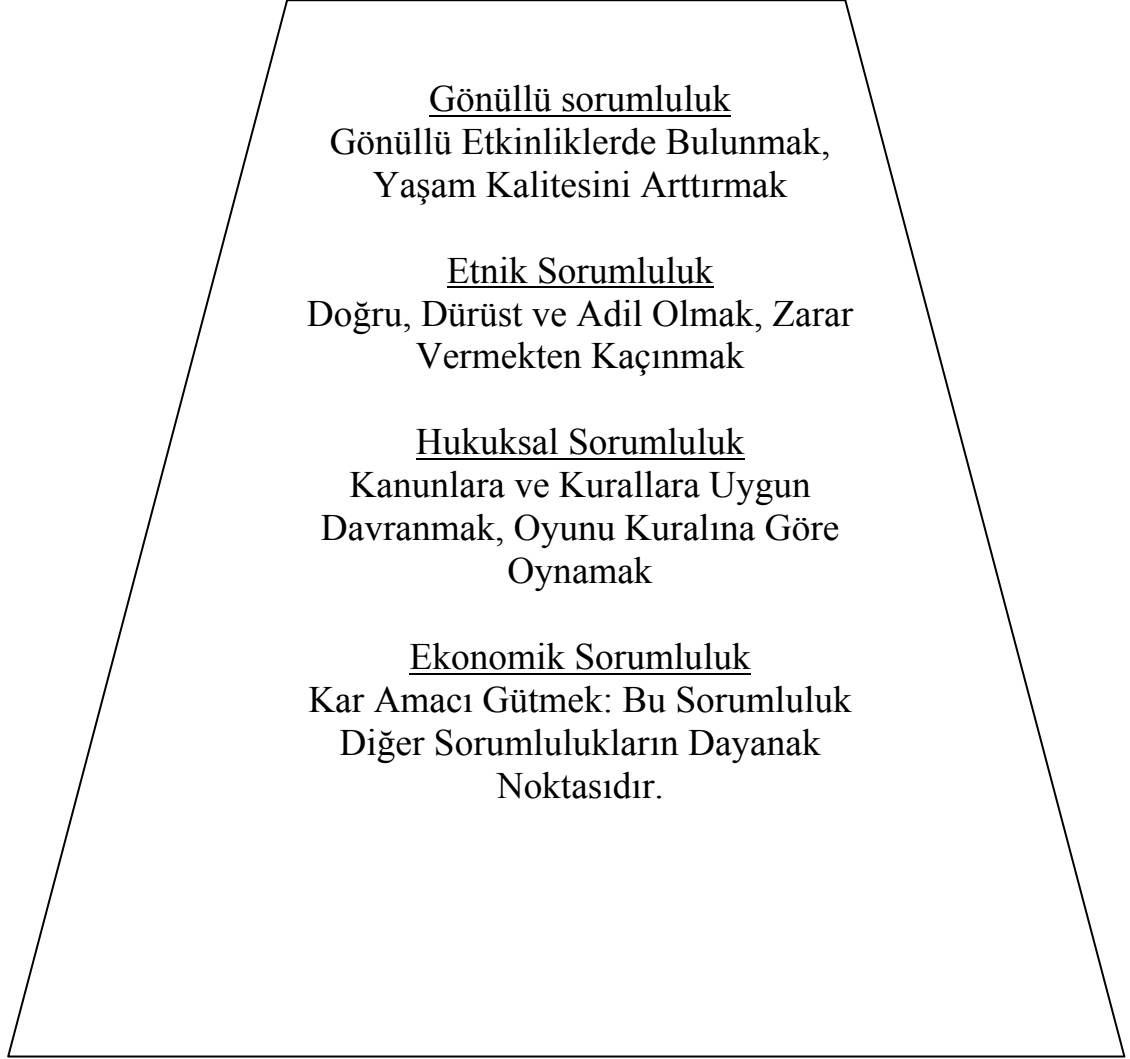 Gönüllü sorumluluk
Gönüllü Etkinliklerde Bulunmak,
Yaşam Kalitesini Arttırmak
Etnik Sorumluluk
Doğru, Dürüst ve Adil Olmak, Zarar
Vermekten Kaçınmak
Hukuksal Sorumluluk
Kanunlara ve Kurallara Uygun
Davranmak, Oyunu Kuralına Göre
Oynamak
Ekonomik Sorumluluk
Kar Amacı Gütmek: Bu Sorumluluk
Diğer Sorumlulukların Dayanak
Noktasıdır.